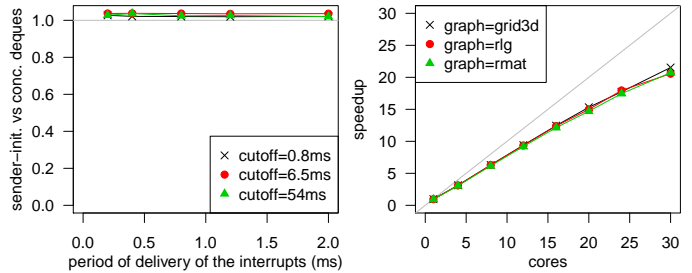 sender−init. vs conc. deques
1.0
0.8
0.6
0.4
0.2
0.0
cutoff=0.8ms
cutoff=6.5ms
cutoff=54ms
0.0 0.5 1.0 1.5 2.0
period of delivery of the interrupts (ms)
speedup
30
25
20
15
10
5
0
graph=grid3d
graph=rlg
graph=rmat
0 5 10 15 20 25 30
cores